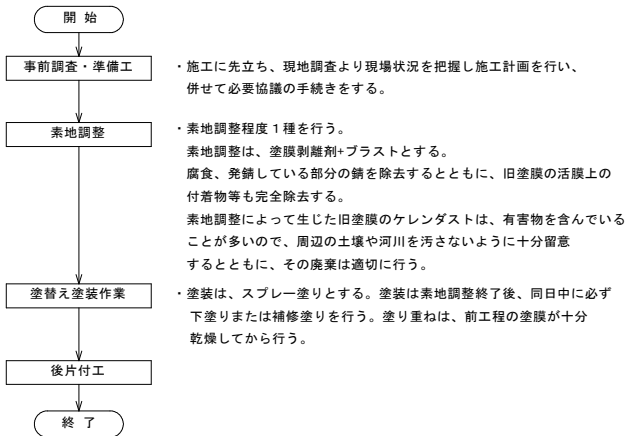 開 始
事前調査・準備工
・施工に先立ち、現地調査より現場状況を把握し施工計画を行い、
併せて必要協議の手続きをする。
素地調整
・素地調整程度１種を行う。
素地調整は、塗膜剥離剤+ブラストとする。
腐食、発錆している部分の錆を除去するとともに、旧塗膜の活膜上の
付着物等も完全除去する。
素地調整によって生じた旧塗膜のケレンダストは、有害物を含んでいる
ことが多いので、周辺の土壌や河川を汚さないように十分留意
するとともに、その廃棄は適切に行う。
塗替え塗装作業
・塗装は、スプレー塗りとする。塗装は素地調整終了後、同日中に必ず
下塗りまたは補修塗りを行う。塗り重ねは、前工程の塗膜が十分
乾燥してから行う。
後片付工
終 了